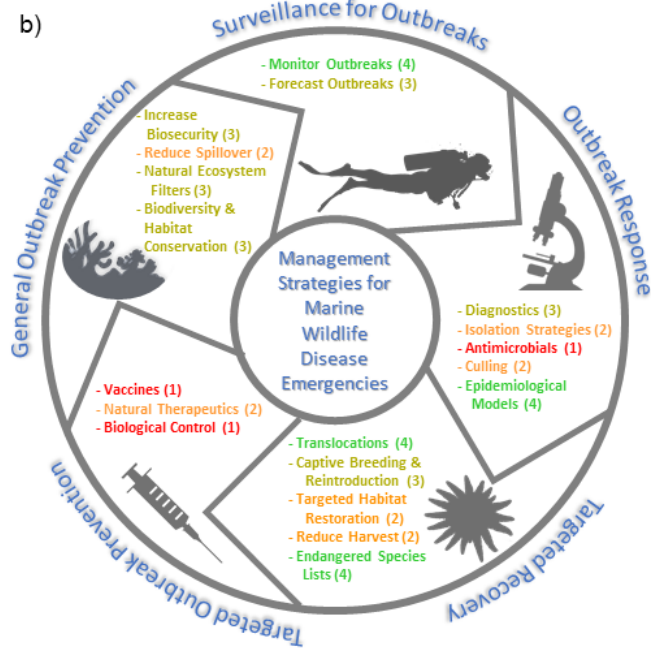 b)
Surveillance for Outbreaks
- Monitor Outbreaks (4)
- Forecast Outbreaks (3)
General Outbreak Prevention
- Increase
Biosecurity (3)
- Reduce Spillover (2)
- Natural Ecosystem
Filters (3)
- Biodiversity &
Habitat
Conservation (3)
Outbreak Response
- Diagnostics (3)
- Isolation Strategies (2)
- Antimicrobials (1)
- Culling (2)
- Epidemiological
Models (4)
Management
Strategies for
Marine
Wildlife
Disease
Emergencies
- Vaccines (1)
- Natural Therapeutics (2)
- Biological Control (1)
Targeted Outbreak Prevention
- Translocations (4)
- Captive Breeding &
Reintroduction (3)
- Targeted Habitat
Restoration (2)
- Reduce Harvest (2)
- Endangered Species
Lists (4)
Targeted Recovery